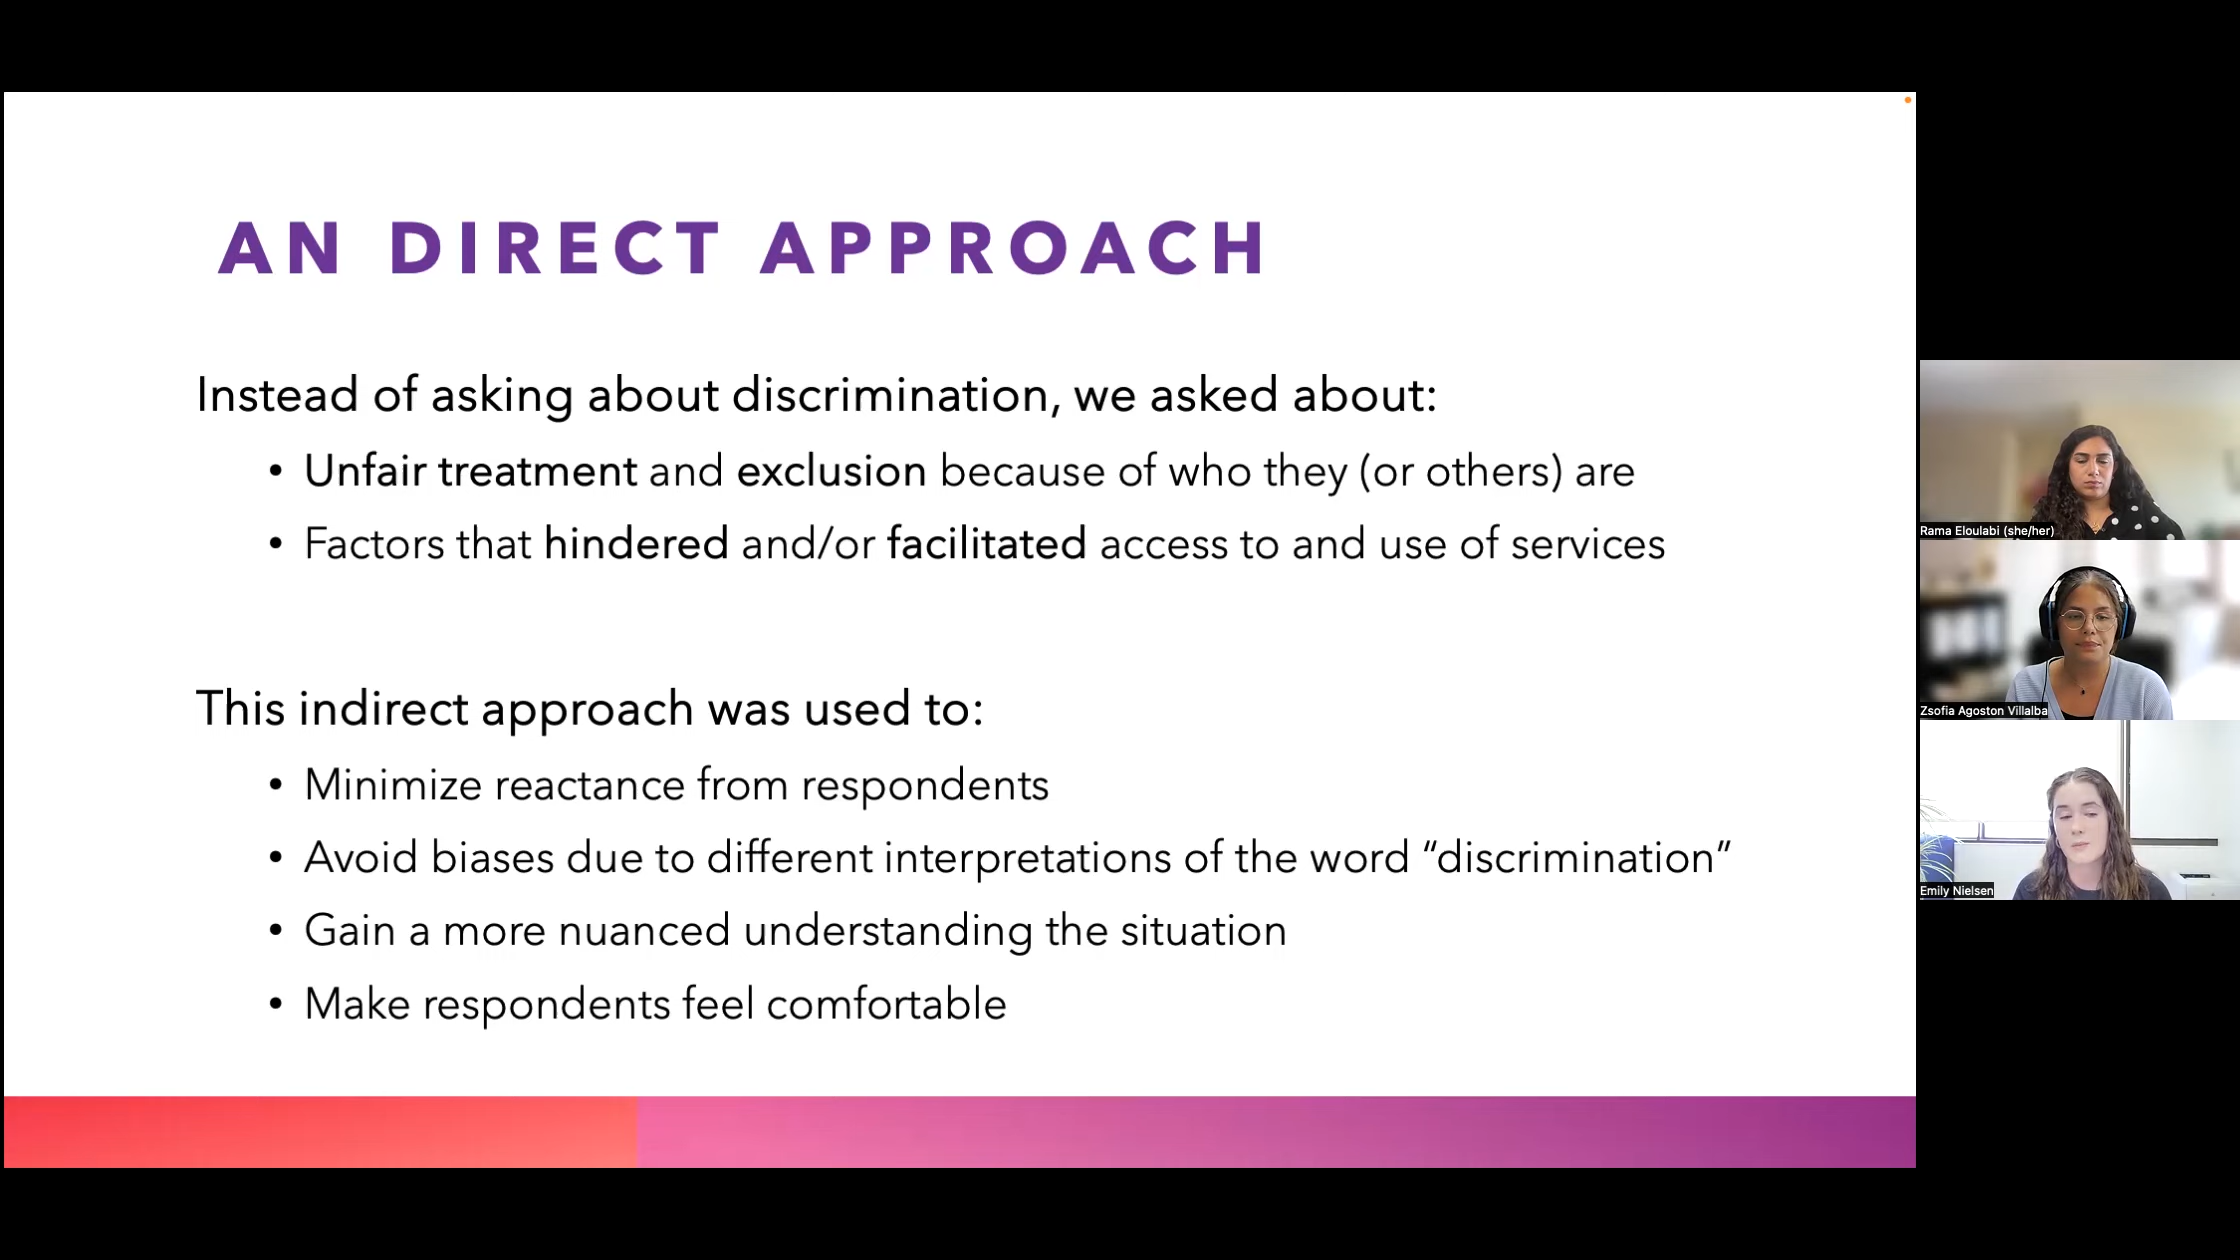 AN DIRECT APPROACH
Instead of asking about discrimination, we asked about:
• Unfair treatment and exclusion because of who they (or others) are
• Factors that hindered and/or facilitated access to and use of services
This indirect approach was used to:
• Minimize reactance from respondents
• Avoid biases due to different interpretations of the word “discrimination”
• Gain a more nuanced understanding the situation
• Make respondents feel comfortable
Rama Eloulabi (she/her)
Zsofia Agoston Villalba
Emily Nielsen